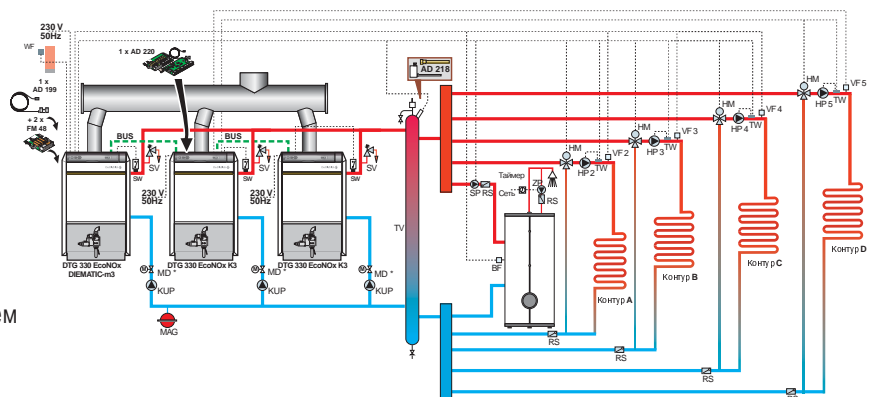 230 V
50Hz
WF
1 x
AD 199
+ 2 x
FM 48
1 x AD 220
AD 218
BUS
BUS
SW
SV
SW
SV
SW
SV
230 V
50Hz
230 V
50Hz
DTG 330 EcoNOx
DIEMATIC-m3
DTG 330 EcoNOx K3
DTG 330 EcoNOx K3
M
MD *
KUP
M
MD *
KUP
M
MD *
KUP
MAG
ем
TV
Таймер
Сеть
ZP
RS
SP
RS
BF
HM
HP 2
TW
VF 2
HM
HP 3
TW
VF 3
HM
HP 4
TW
VF 4
HM
HP 5
TW
VF 5
Контур A
Контур B
Контур C
Контур D
RS
RS
RS